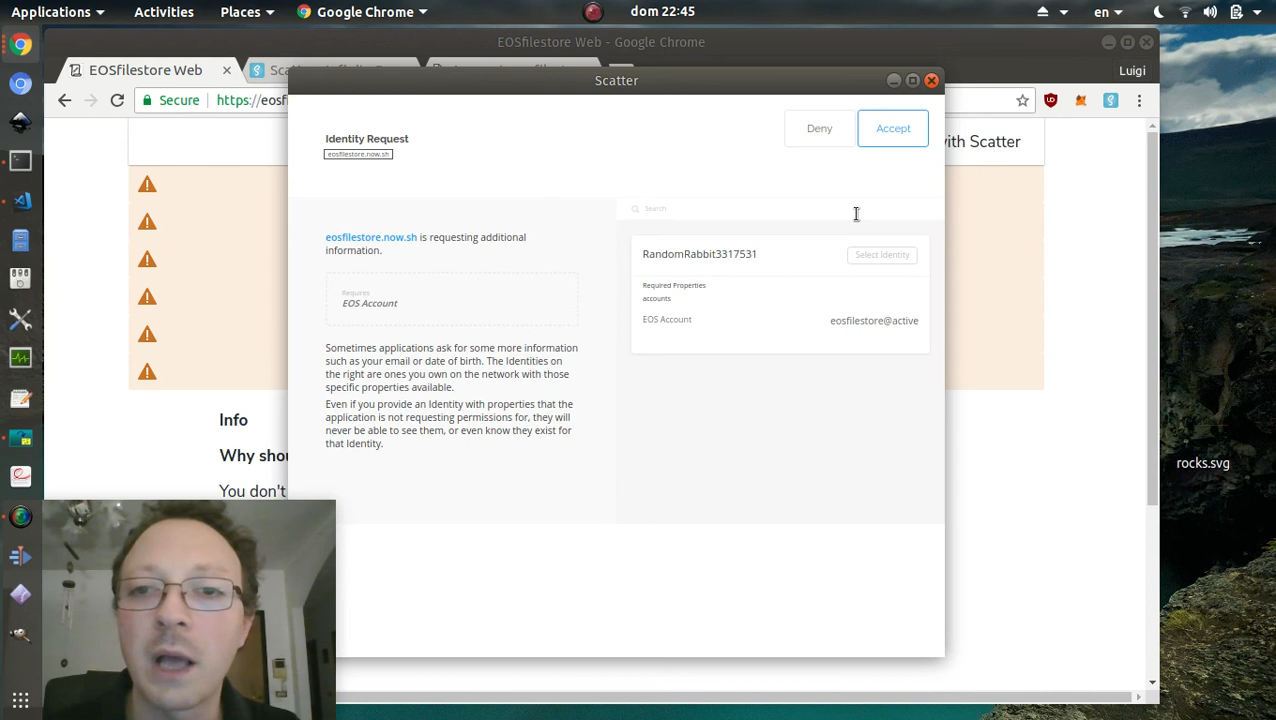 Applications Activities Places Google Chrome dom 22:45 en
EOSfilestore Web - Google Chrome
EOSfilestore Web Luigi
Secure https://eosf
Scatter
Identity Request
eosfilestore.now.sh
Deny Accept
with Scatter
Search
eosfilestore.now.sh is requesting additional
information.
Requires
EOS Account
Sometimes applications ask for some more information
such as your email or date of birth. The Identities on
the right are ones you own on the network with those
specific properties available.
Even if you provide an Identity with properties that the
application is not requesting permissions for, they will
never be able to see them, or even know they exist for
that Identity.
RandomRabbit3317531 Select Identity
Required Properties
accounts
EOS Account eosfilestore@active
Info
Why shou
You don't
rocks.svg